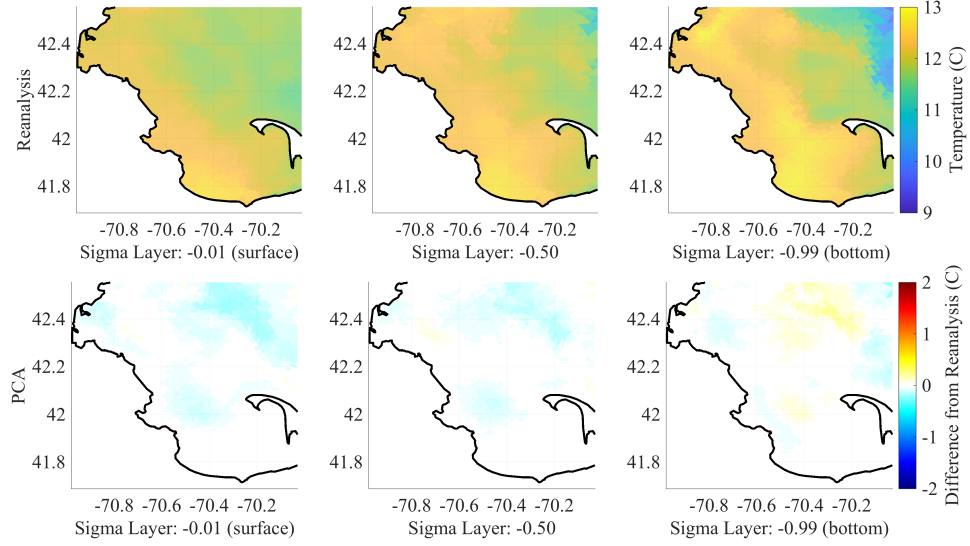 Reanalysis
42.4
42.2
42
41.8
-70.8 -70.6 -70.4 -70.2
Sigma Layer: -0.01 (surface)
42.4
42.2
42
41.8
-70.8 -70.6 -70.4 -70.2
Sigma Layer: -0.50
42.4
42.2
42
41.8
-70.8 -70.6 -70.4 -70.2
Sigma Layer: -0.99 (bottom)
13
12
11
10
9
Temperature (C)
PCA
42.4
42.2
42
41.8
-70.8 -70.6 -70.4 -70.2
Sigma Layer: -0.01 (surface)
42.4
42.2
42
41.8
-70.8 -70.6 -70.4 -70.2
Sigma Layer: -0.50
42.4
42.2
42
41.8
-70.8 -70.6 -70.4 -70.2
Sigma Layer: -0.99 (bottom)
2
1
0
-1
-2
Difference from Reanalysis (C)